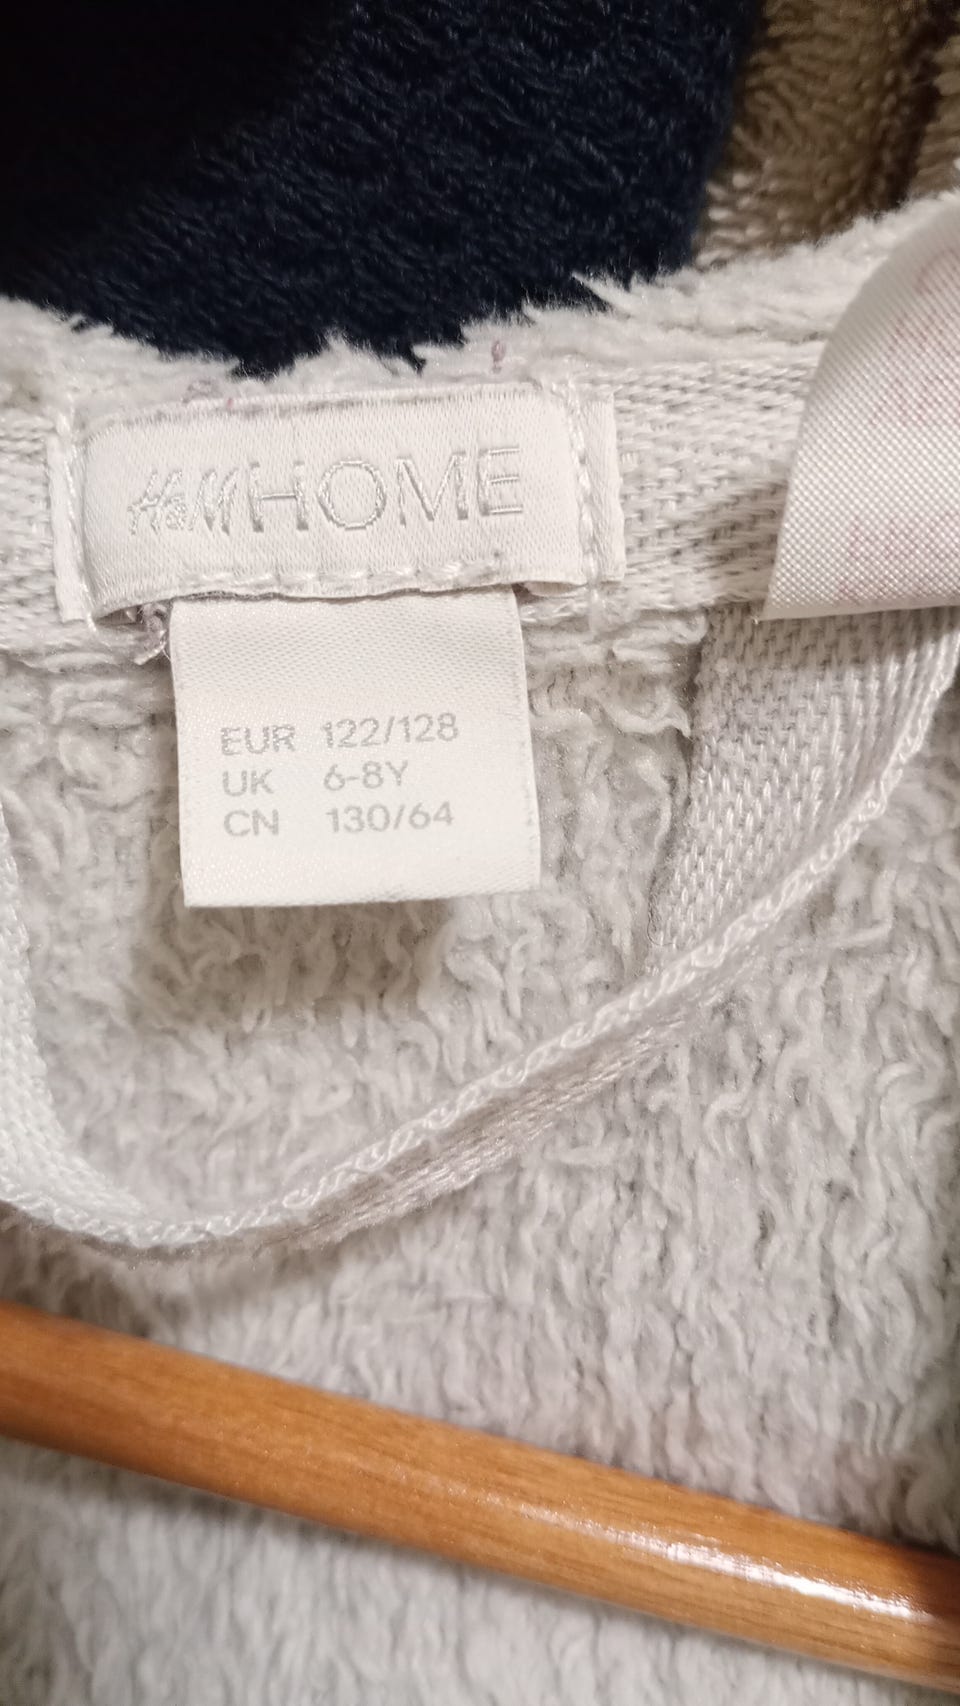 H&M HOME
EUR 122/128
UK 6-8Y
CN 130/64